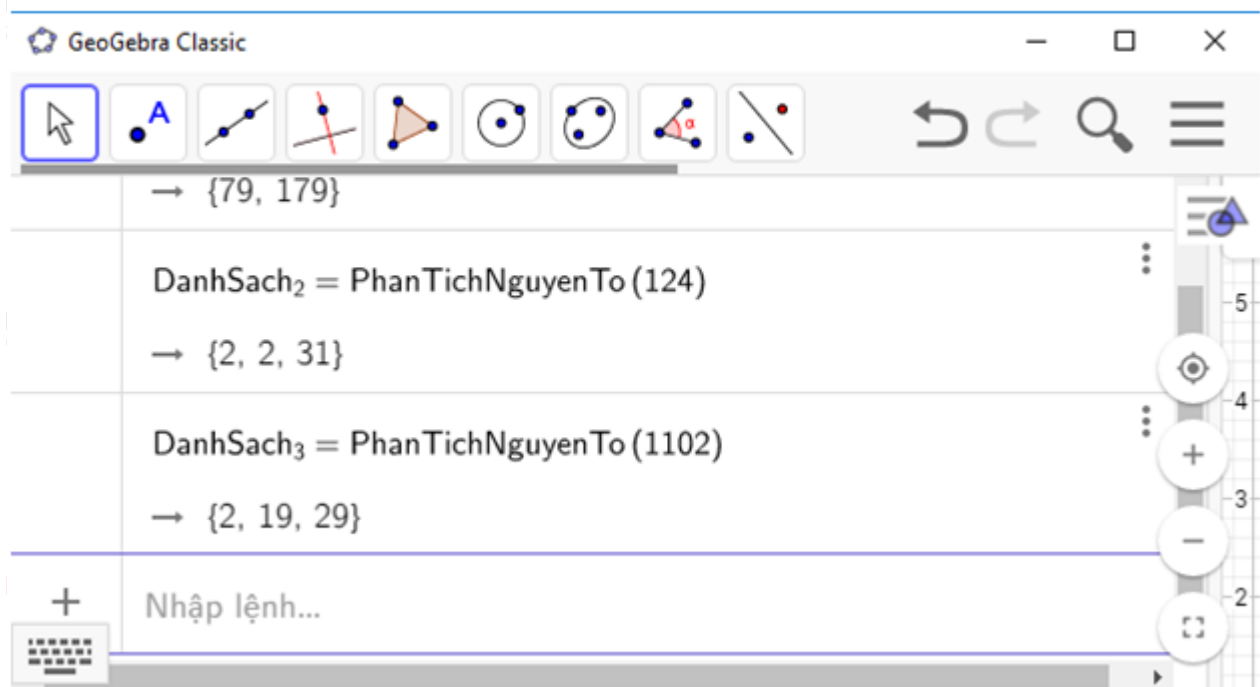 GeoGebra Classic
A
α
→ {79, 179}
DanhSach₂ = PhanTichNguyenTo (124)
→ {2, 2, 31}
DanhSach₃ = PhanTichNguyenTo (1102)
→ {2, 19, 29}
Nhập lệnh...
5
4
3
2